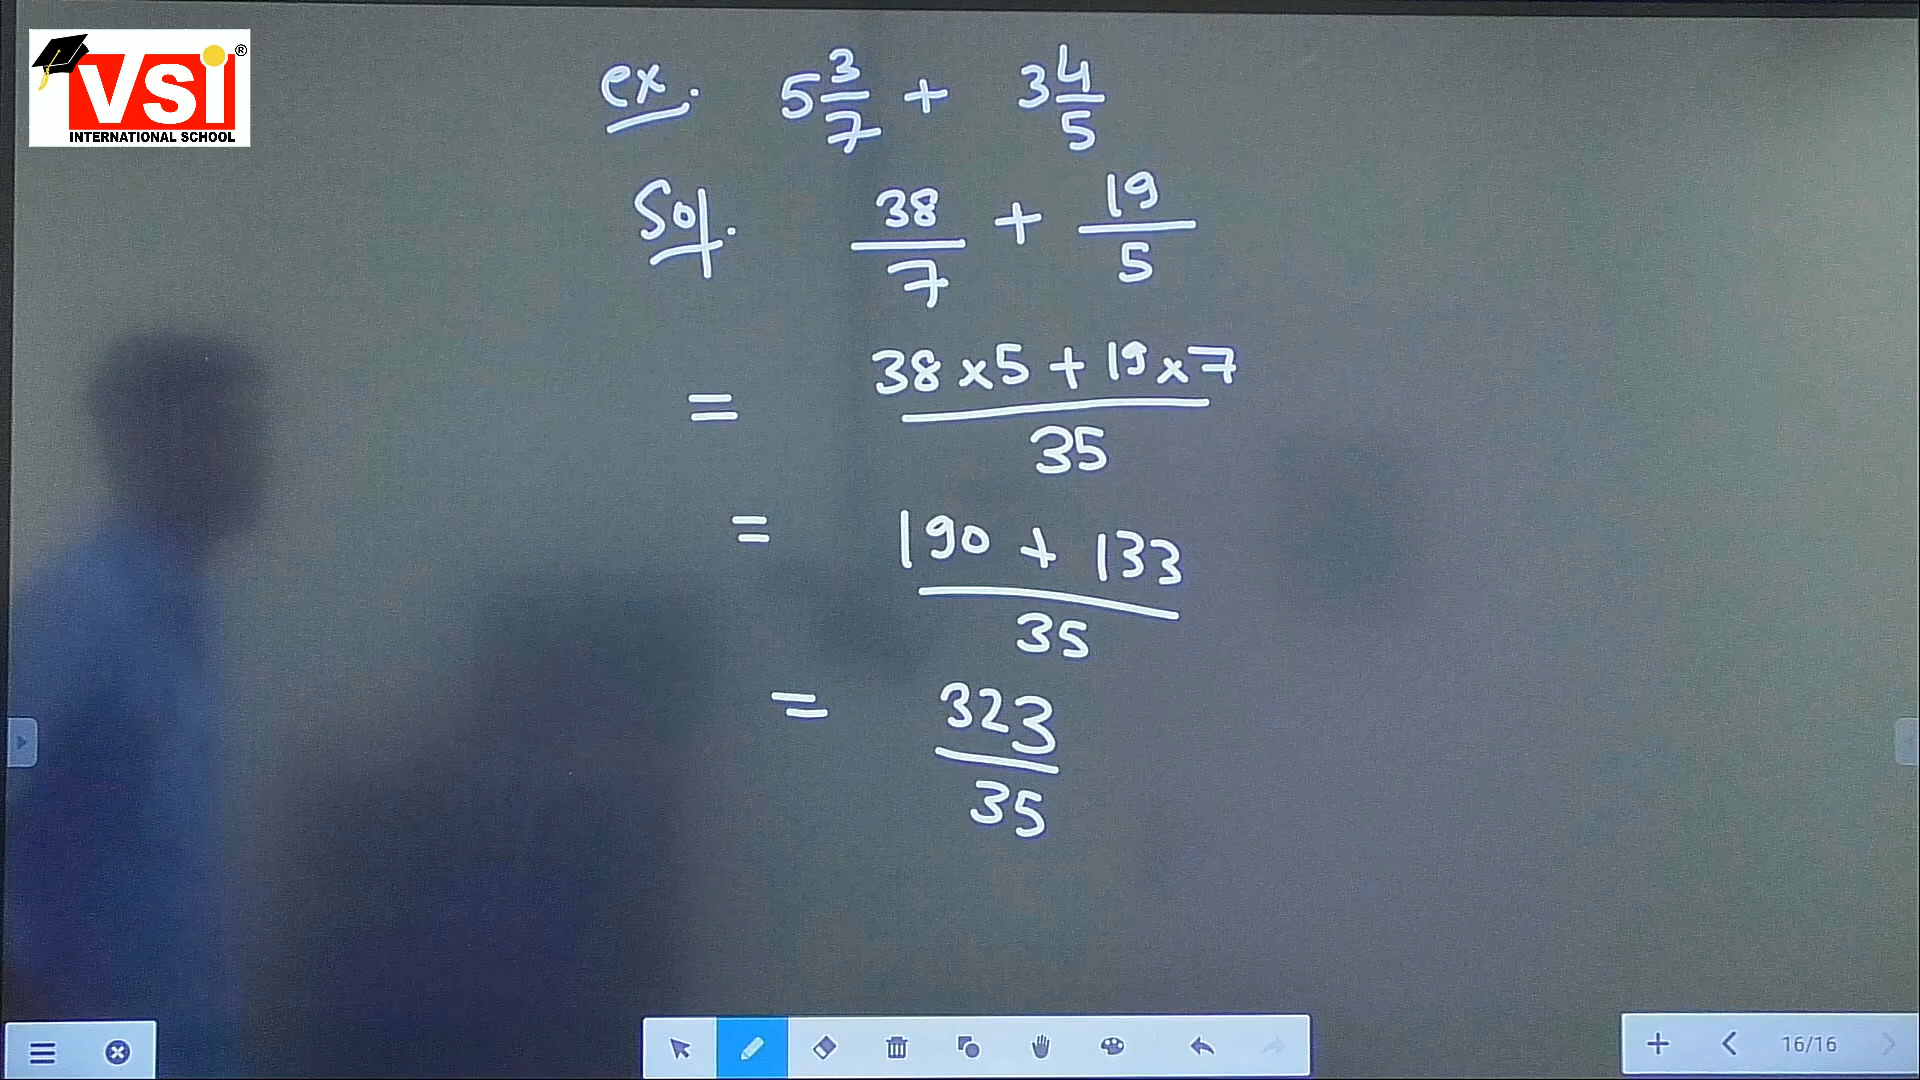 VSI ®
INTERNATIONAL SCHOOL
ex. 5 3/7 + 3 4/5
Sol. 38/7 + 19/5
= 38 x 5 + 19 x 7 / 35
= 190 + 133 / 35
= 323 / 35
16/16